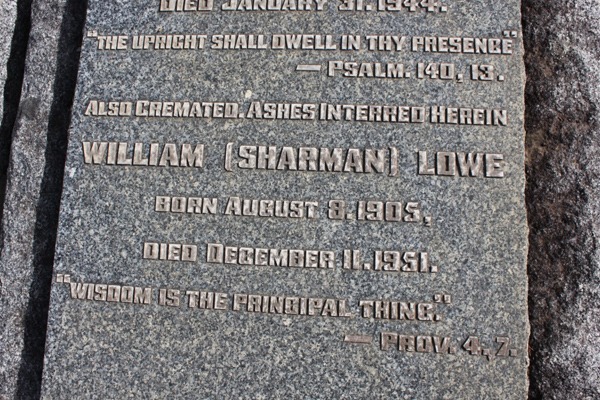 DIED JANUARY 31. 1944.
"THE UPRIGHT SHALL DWELL IN THY PRESENCE"
— PSALM. 140, 13.
ALSO CREMATED. ASHES INTERRED HEREIN
WILLIAM (SHARMAN) LOWE
BORN AUGUST 8. 1905,
DIED DECEMBER 11. 1951.
"WISDOM IS THE PRINCIPAL THING."
— PROV. 4, 7.